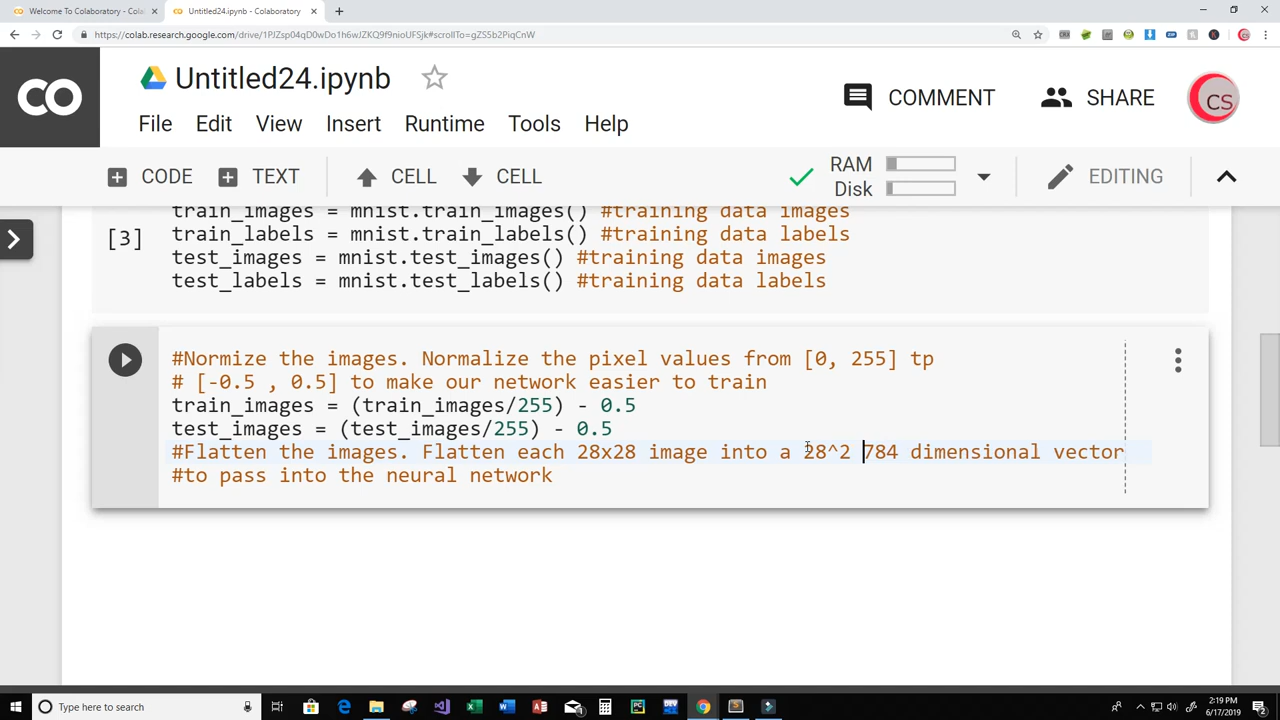 Welcome To Colaboratory - Cola
Untitled24.ipynb - Colaboratory
https://colab.research.google.com/drive/1PJZsp04qD0wDo1h6wJZKQ9f9nioUFSjk#scrollTo=gZS5b2PiqCnW
CO
Untitled24.ipynb
COMMENT
SHARE
CS
File Edit View Insert Runtime Tools Help
CODE TEXT CELL CELL
RAM
Disk
EDITING
train_images = mnist.train_images() #training data images
[3] train_labels = mnist.train_labels() #training data labels
test_images = mnist.test_images() #training data images
test_labels = mnist.test_labels() #training data labels
#Normize the images. Normalize the pixel values from [0, 255] tp
# [-0.5 , 0.5] to make our network easier to train
train_images = (train_images/255) - 0.5
test_images = (test_images/255) - 0.5
#Flatten the images. Flatten each 28x28 image into a 28^2 784 dimensional vector
#to pass into the neural network
Type here to search
2:19 PM
6/17/2019